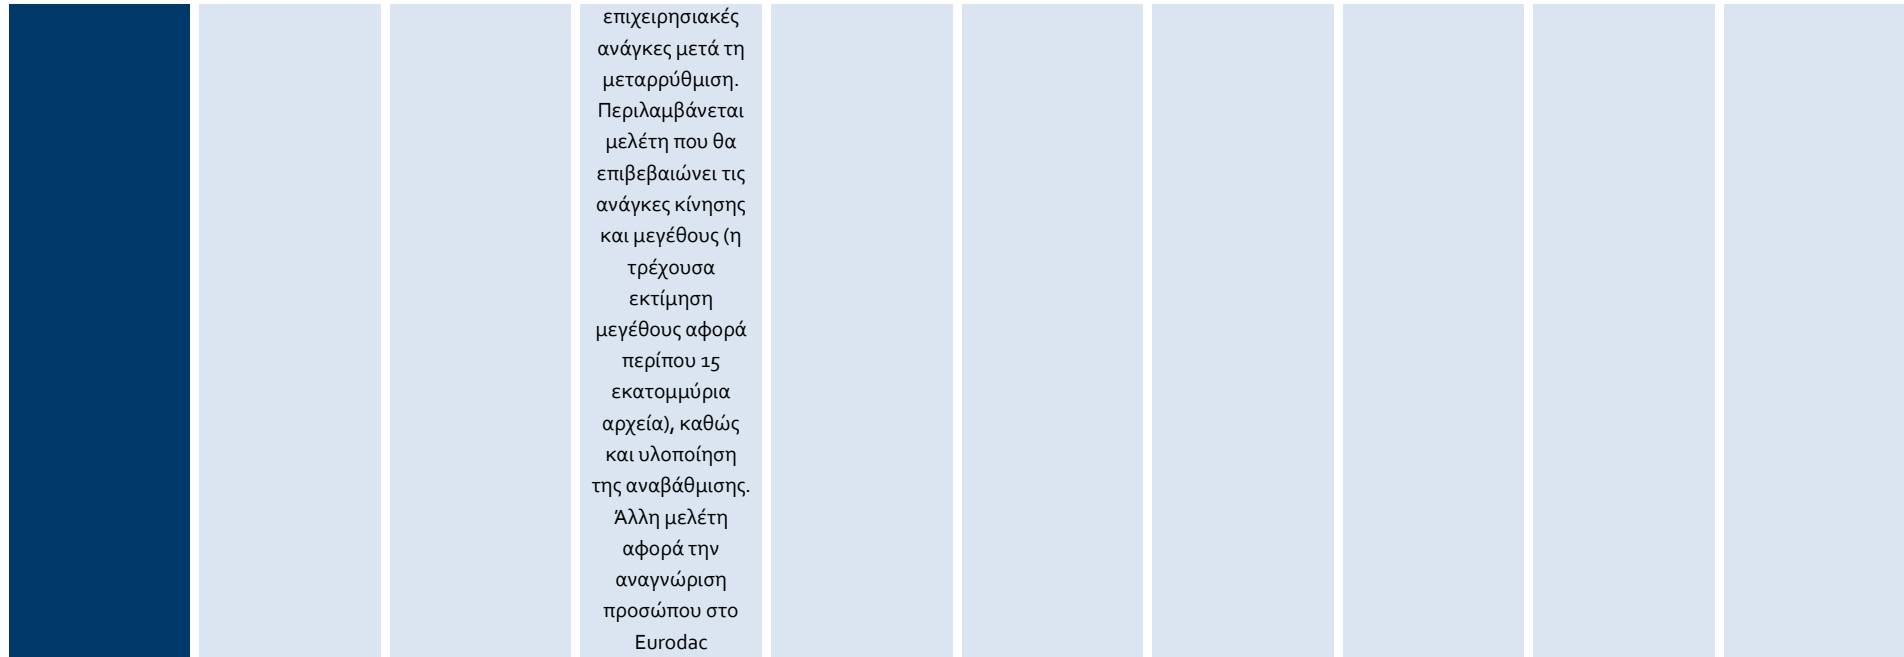 επιχειρησιακές
ανάγκες μετά τη
μεταρρύθμιση.
Περιλαμβάνεται
μελέτη που θα
επιβεβαιώνει τις
ανάγκες κίνησης
και μεγέθους (η
τρέχουσα
εκτίμηση
μεγέθους αφορά
περίπου 15
εκατομμύρια
αρχεία), καθώς
και υλοποίηση
της αναβάθμισης.
Άλλη μελέτη
αφορά την
αναγνώριση
προσώπου στο
Eurodac